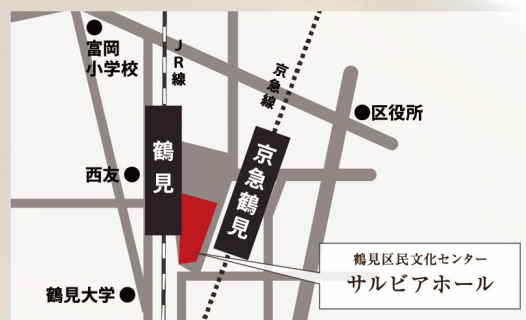 富岡
小学校
JR線
京急線
区役所
鶴見
京急鶴見
西友
鶴見区民文化センター
サルビアホール
鶴見大学